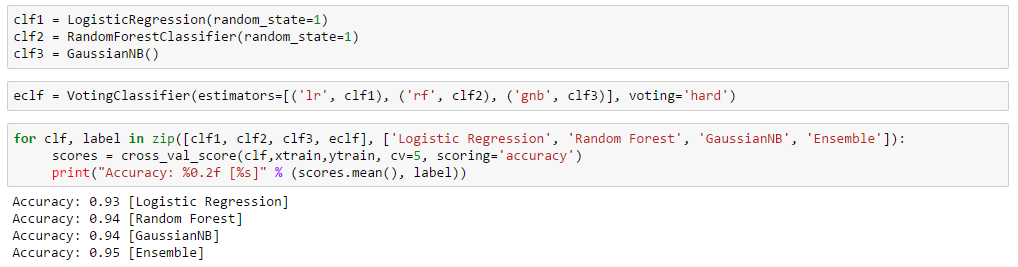 clf1 = LogisticRegression(random_state=1)
clf2 = RandomForestClassifier(random_state=1)
clf3 = GaussianNB()
eclf = VotingClassifier(estimators=[('lr', clf1), ('rf', clf2), ('gnb', clf3)], voting='hard')
for clf, label in zip([clf1, clf2, clf3, eclf], ['Logistic Regression', 'Random Forest', 'GaussianNB', 'Ensemble']):
     scores = cross_val_score(clf,xtrain,ytrain, cv=5, scoring='accuracy')
     print("Accuracy: %0.2f [%s]" % (scores.mean(), label))
Accuracy: 0.93 [Logistic Regression]
Accuracy: 0.94 [Random Forest]
Accuracy: 0.94 [GaussianNB]
Accuracy: 0.95 [Ensemble]